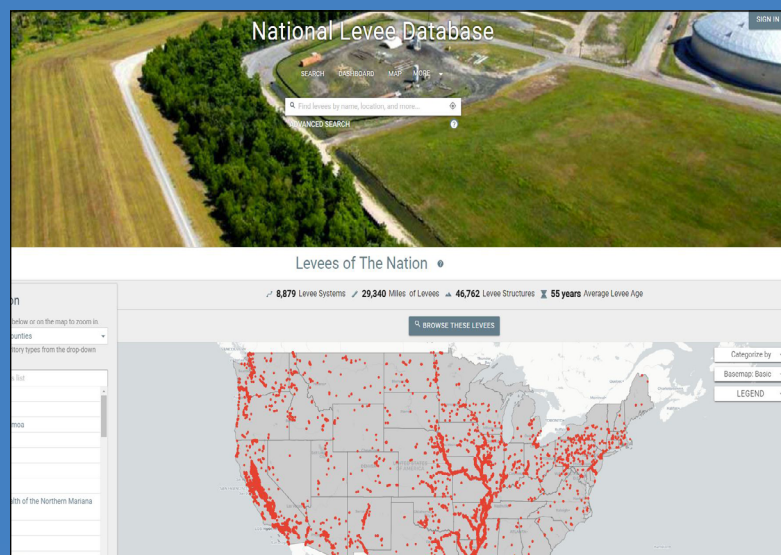 SIGN IN
National Levee Database
SEARCH DASHBOARD MAP MORE
Find levees by name, location, and more...
ADVANCED SEARCH
Levees of The Nation
8,879 Levee Systems 29,340 Miles of Levees 46,762 Levee Structures 55 years Average Levee Age
BROWSE THESE LEVEES
on
below or on the map to zoom in.
ounties
itory types from the drop-down
list
moa
alth of the Northern Mariana
Categorize by
Basemap: Basic
LEGEND